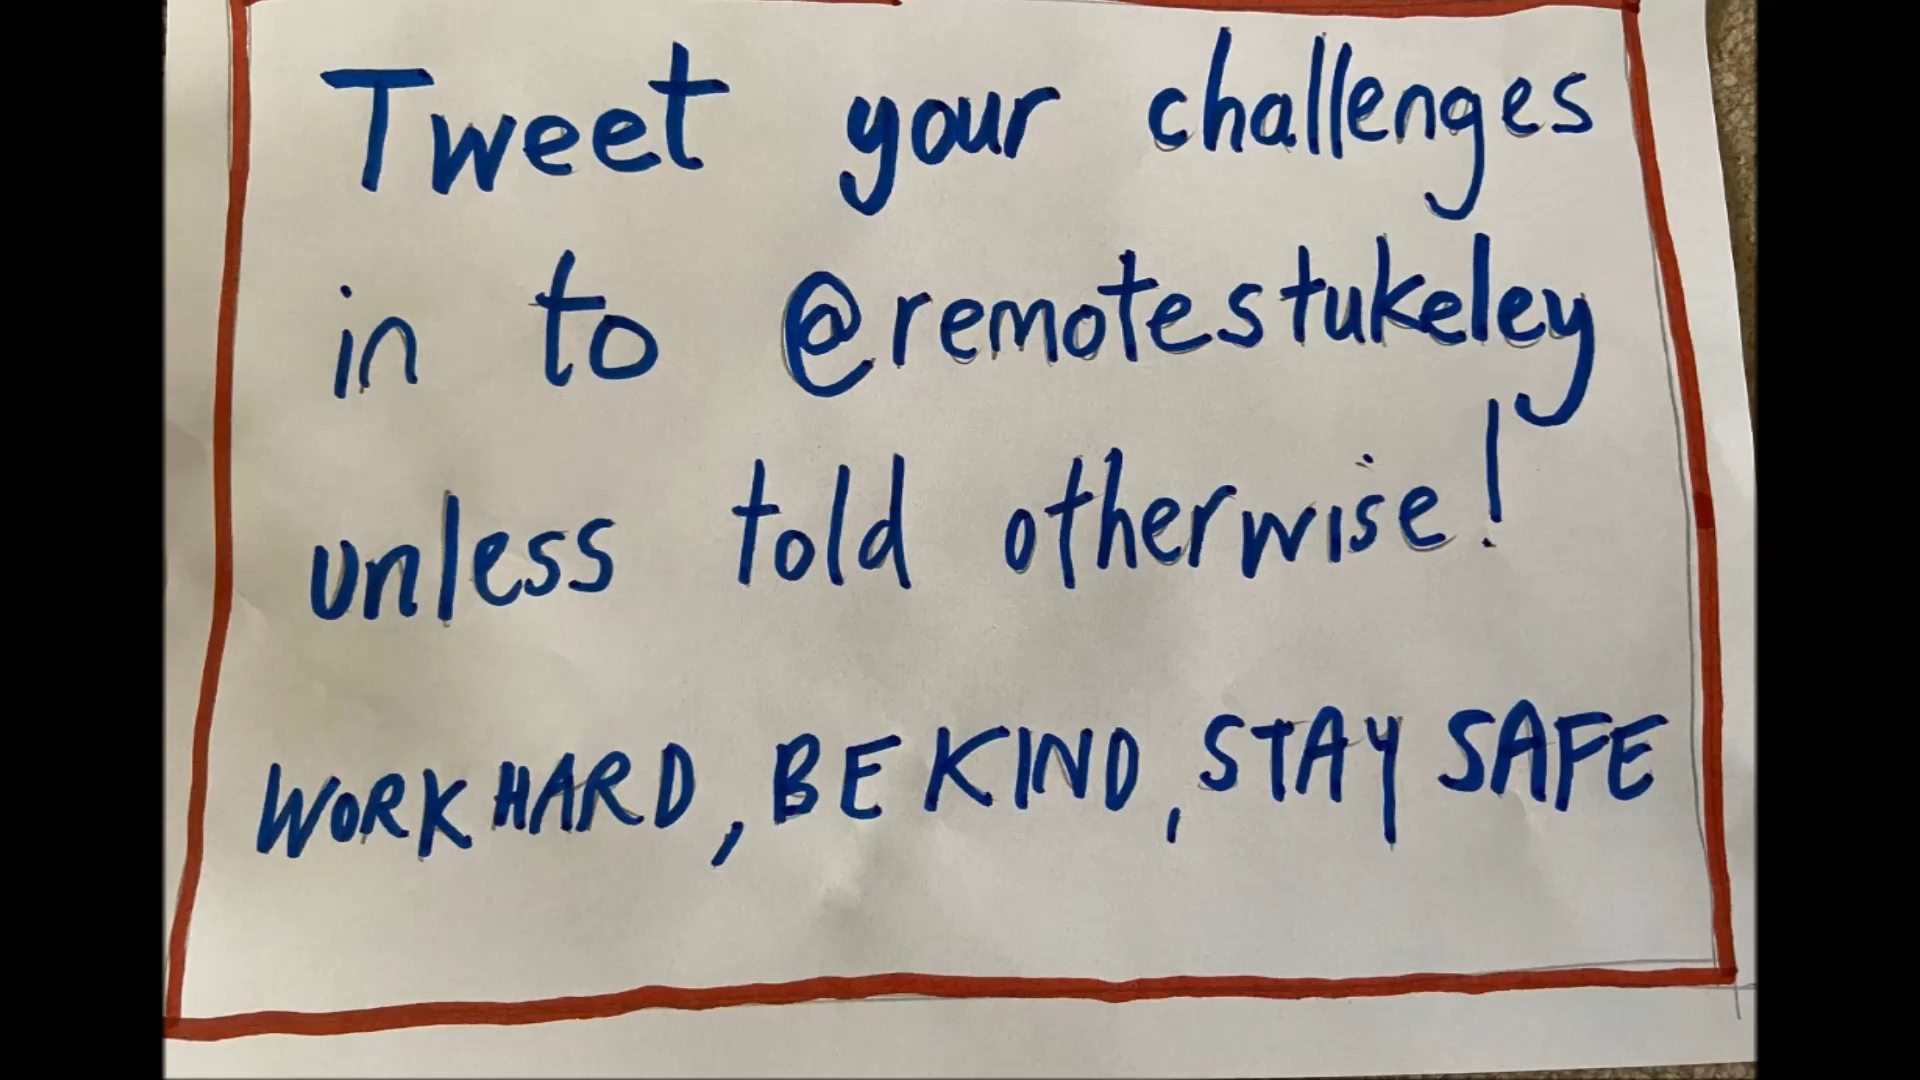 Tweet your challenges
in to @remotestukeley
unless told otherwise!
WORK HARD, BE KIND, STAY SAFE